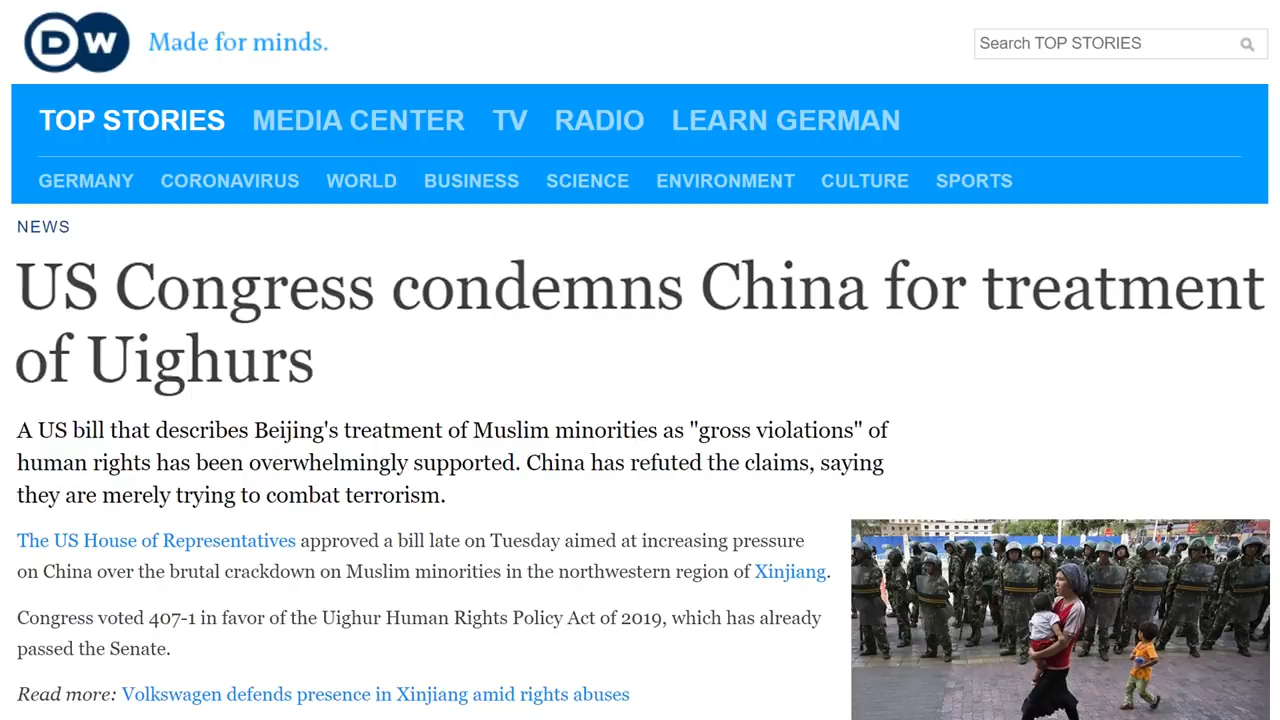 DW Made for minds.
Search TOP STORIES
TOP STORIES MEDIA CENTER TV RADIO LEARN GERMAN
GERMANY CORONAVIRUS WORLD BUSINESS SCIENCE ENVIRONMENT CULTURE SPORTS
NEWS
US Congress condemns China for treatment
of Uighurs
A US bill that describes Beijing's treatment of Muslim minorities as "gross violations" of
human rights has been overwhelmingly supported. China has refuted the claims, saying
they are merely trying to combat terrorism.
The US House of Representatives approved a bill late on Tuesday aimed at increasing pressure
on China over the brutal crackdown on Muslim minorities in the northwestern region of Xinjiang.
Congress voted 407-1 in favor of the Uighur Human Rights Policy Act of 2019, which has already
passed the Senate.
Read more: Volkswagen defends presence in Xinjiang amid rights abuses